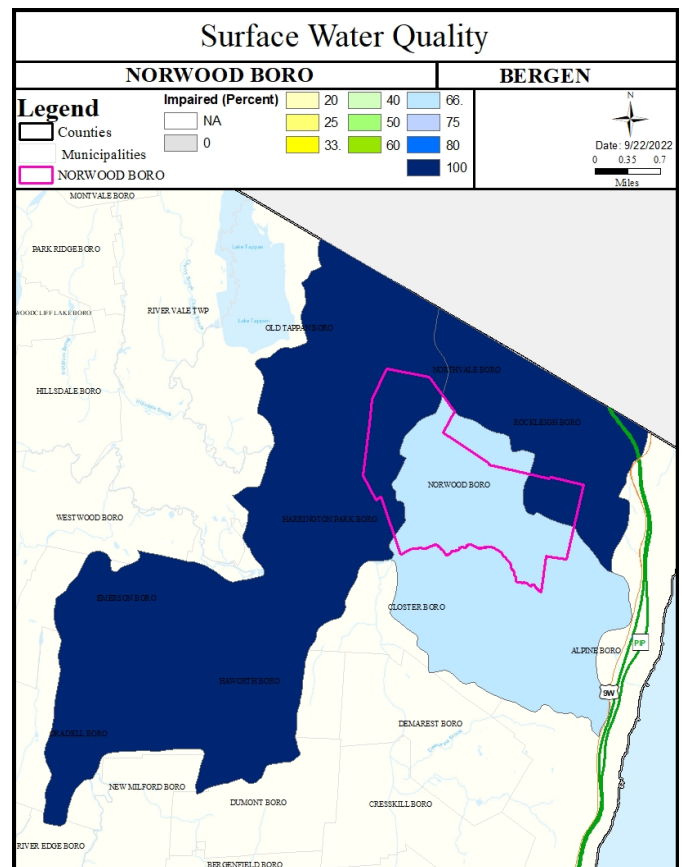 Surface Water Quality
NORWOOD BORO
BERGEN
Legend
Counties
Municipalities
NORWOOD BORO
Impaired (Percent)
NA
0
20
25
33.
40
50
60
66.
75
80
100
N
Date: 9/22/2022
0 0.35 0.7
Miles
MONTVALE BORO
PARK RIDGE BORO
Lake Tappan
WOODCLIFF LAKE BORO
RIVER VALE TWP
Lake Tappan
OLD TAPPAN BORO
NORTHVALE BORO
HILLSDALE BORO
ROCKLEIGH BORO
NORWOOD BORO
WESTWOOD BORO
HARRINGTON PARK BORO
EMERSON BORO
CLOSTER BORO
PIP
ALPINE BORO
HAWORTH BORO
9W
ORADELL BORO
DEMAREST BORO
NEW MILFORD BORO
DUMONT BORO
CRESSKILL BORO
RIVER EDGE BORO
BERGENFIELD BORO